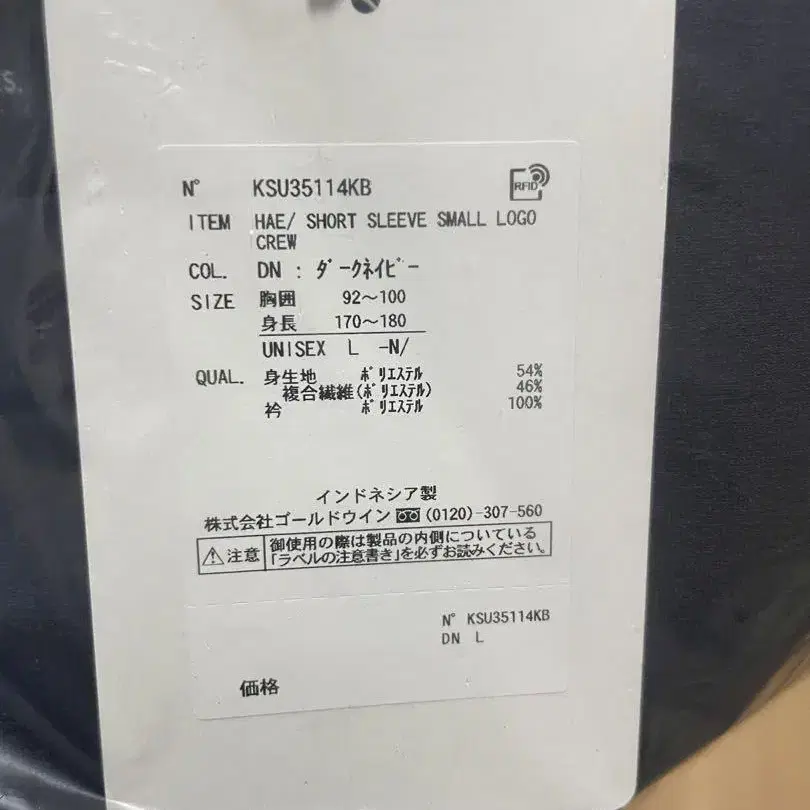 S.
N° KSU35114KB
RFID
ITEM HAE/ SHORT SLEEVE SMALL LOGO
CREW
COL. DN : ﾀﾞｰｸﾈｲﾋﾞｰ
SIZE 胸囲 92～100
身長 170～180
UNISEX L -N/
QUAL. 身生地 ﾎﾟﾘｴｽﾃﾙ 54%
複合繊維(ﾎﾟﾘｴｽﾃﾙ) 46%
衿 ﾎﾟﾘｴｽﾃﾙ 100%
インドネシア製
株式会社ゴールドウイン (0120)-307-560
注意 御使用の際は製品の内側についている
「ラベルの注意書き」を必ずお読みください。
N° KSU35114KB
DN L
価格